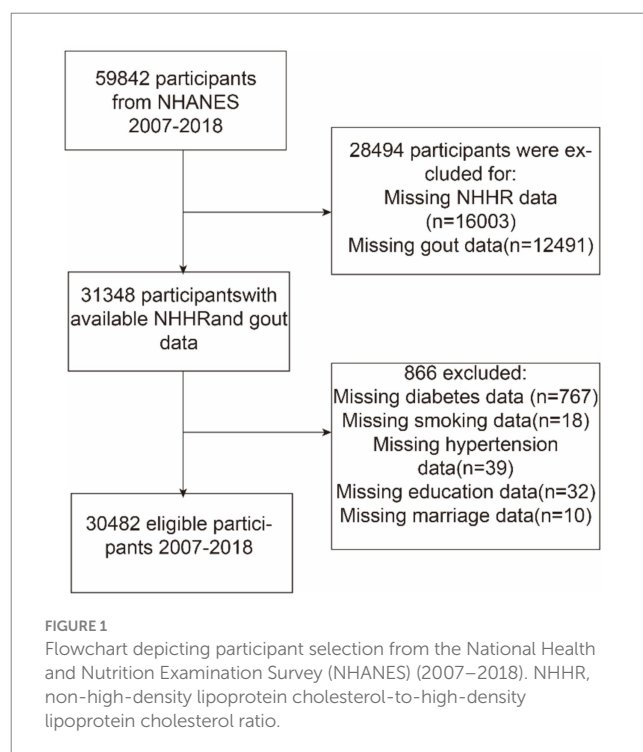 59842 participants
from NHANES
2007-2018
28494 participants were ex-
cluded for:
Missing NHHR data
(n=16003)
Missing gout data(n=12491)
31348 participantswith
available NHHRand gout
data
866 excluded:
Missing diabetes data (n=767)
Missing smoking data(n=18)
Missing hypertension
data(n=39)
Missing education data(n=32)
Missing marriage data(n=10)
30482 eligible partici-
pants 2007-2018
FIGURE 1
Flowchart depicting participant selection from the National Health
and Nutrition Examination Survey (NHANES) (2007–2018). NHHR,
non-high-density lipoprotein cholesterol-to-high-density
lipoprotein cholesterol ratio.